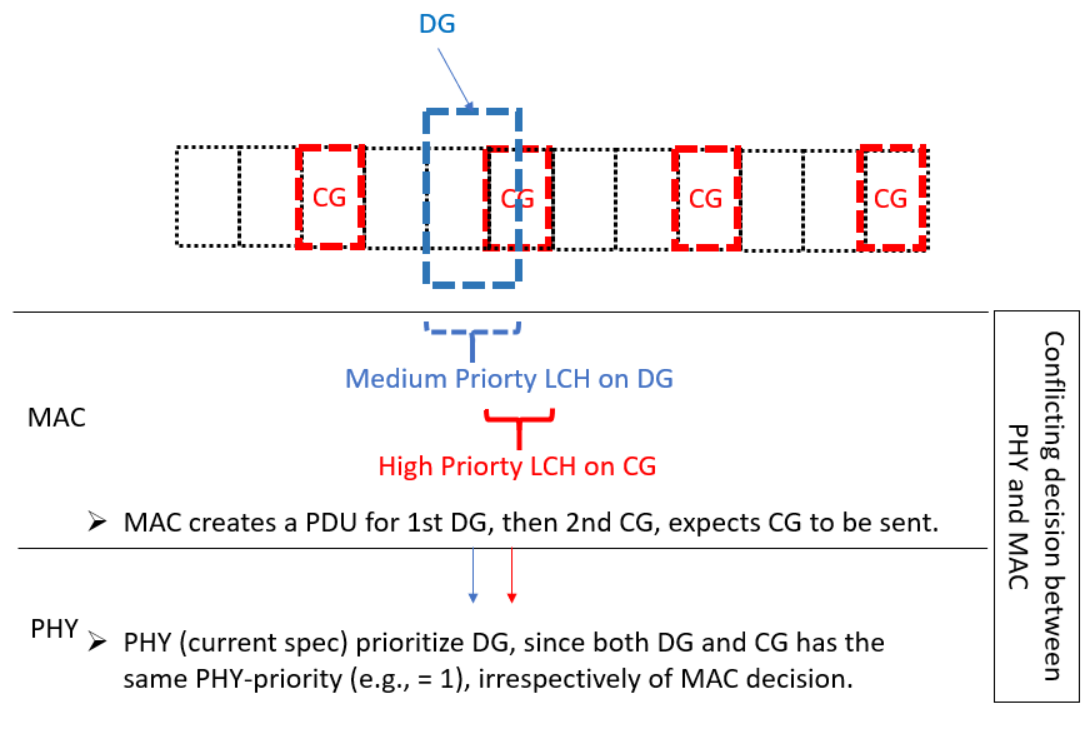 DG
CG
CG
CG
CG
Medium Priorty LCH on DG
MAC
High Priorty LCH on CG
➢ MAC creates a PDU for 1st DG, then 2nd CG, expects CG to be sent.
PHY
➢ PHY (current spec) prioritize DG, since both DG and CG has the
same PHY-priority (e.g., = 1), irrespectively of MAC decision.
Conflicting decision between
PHY and MAC